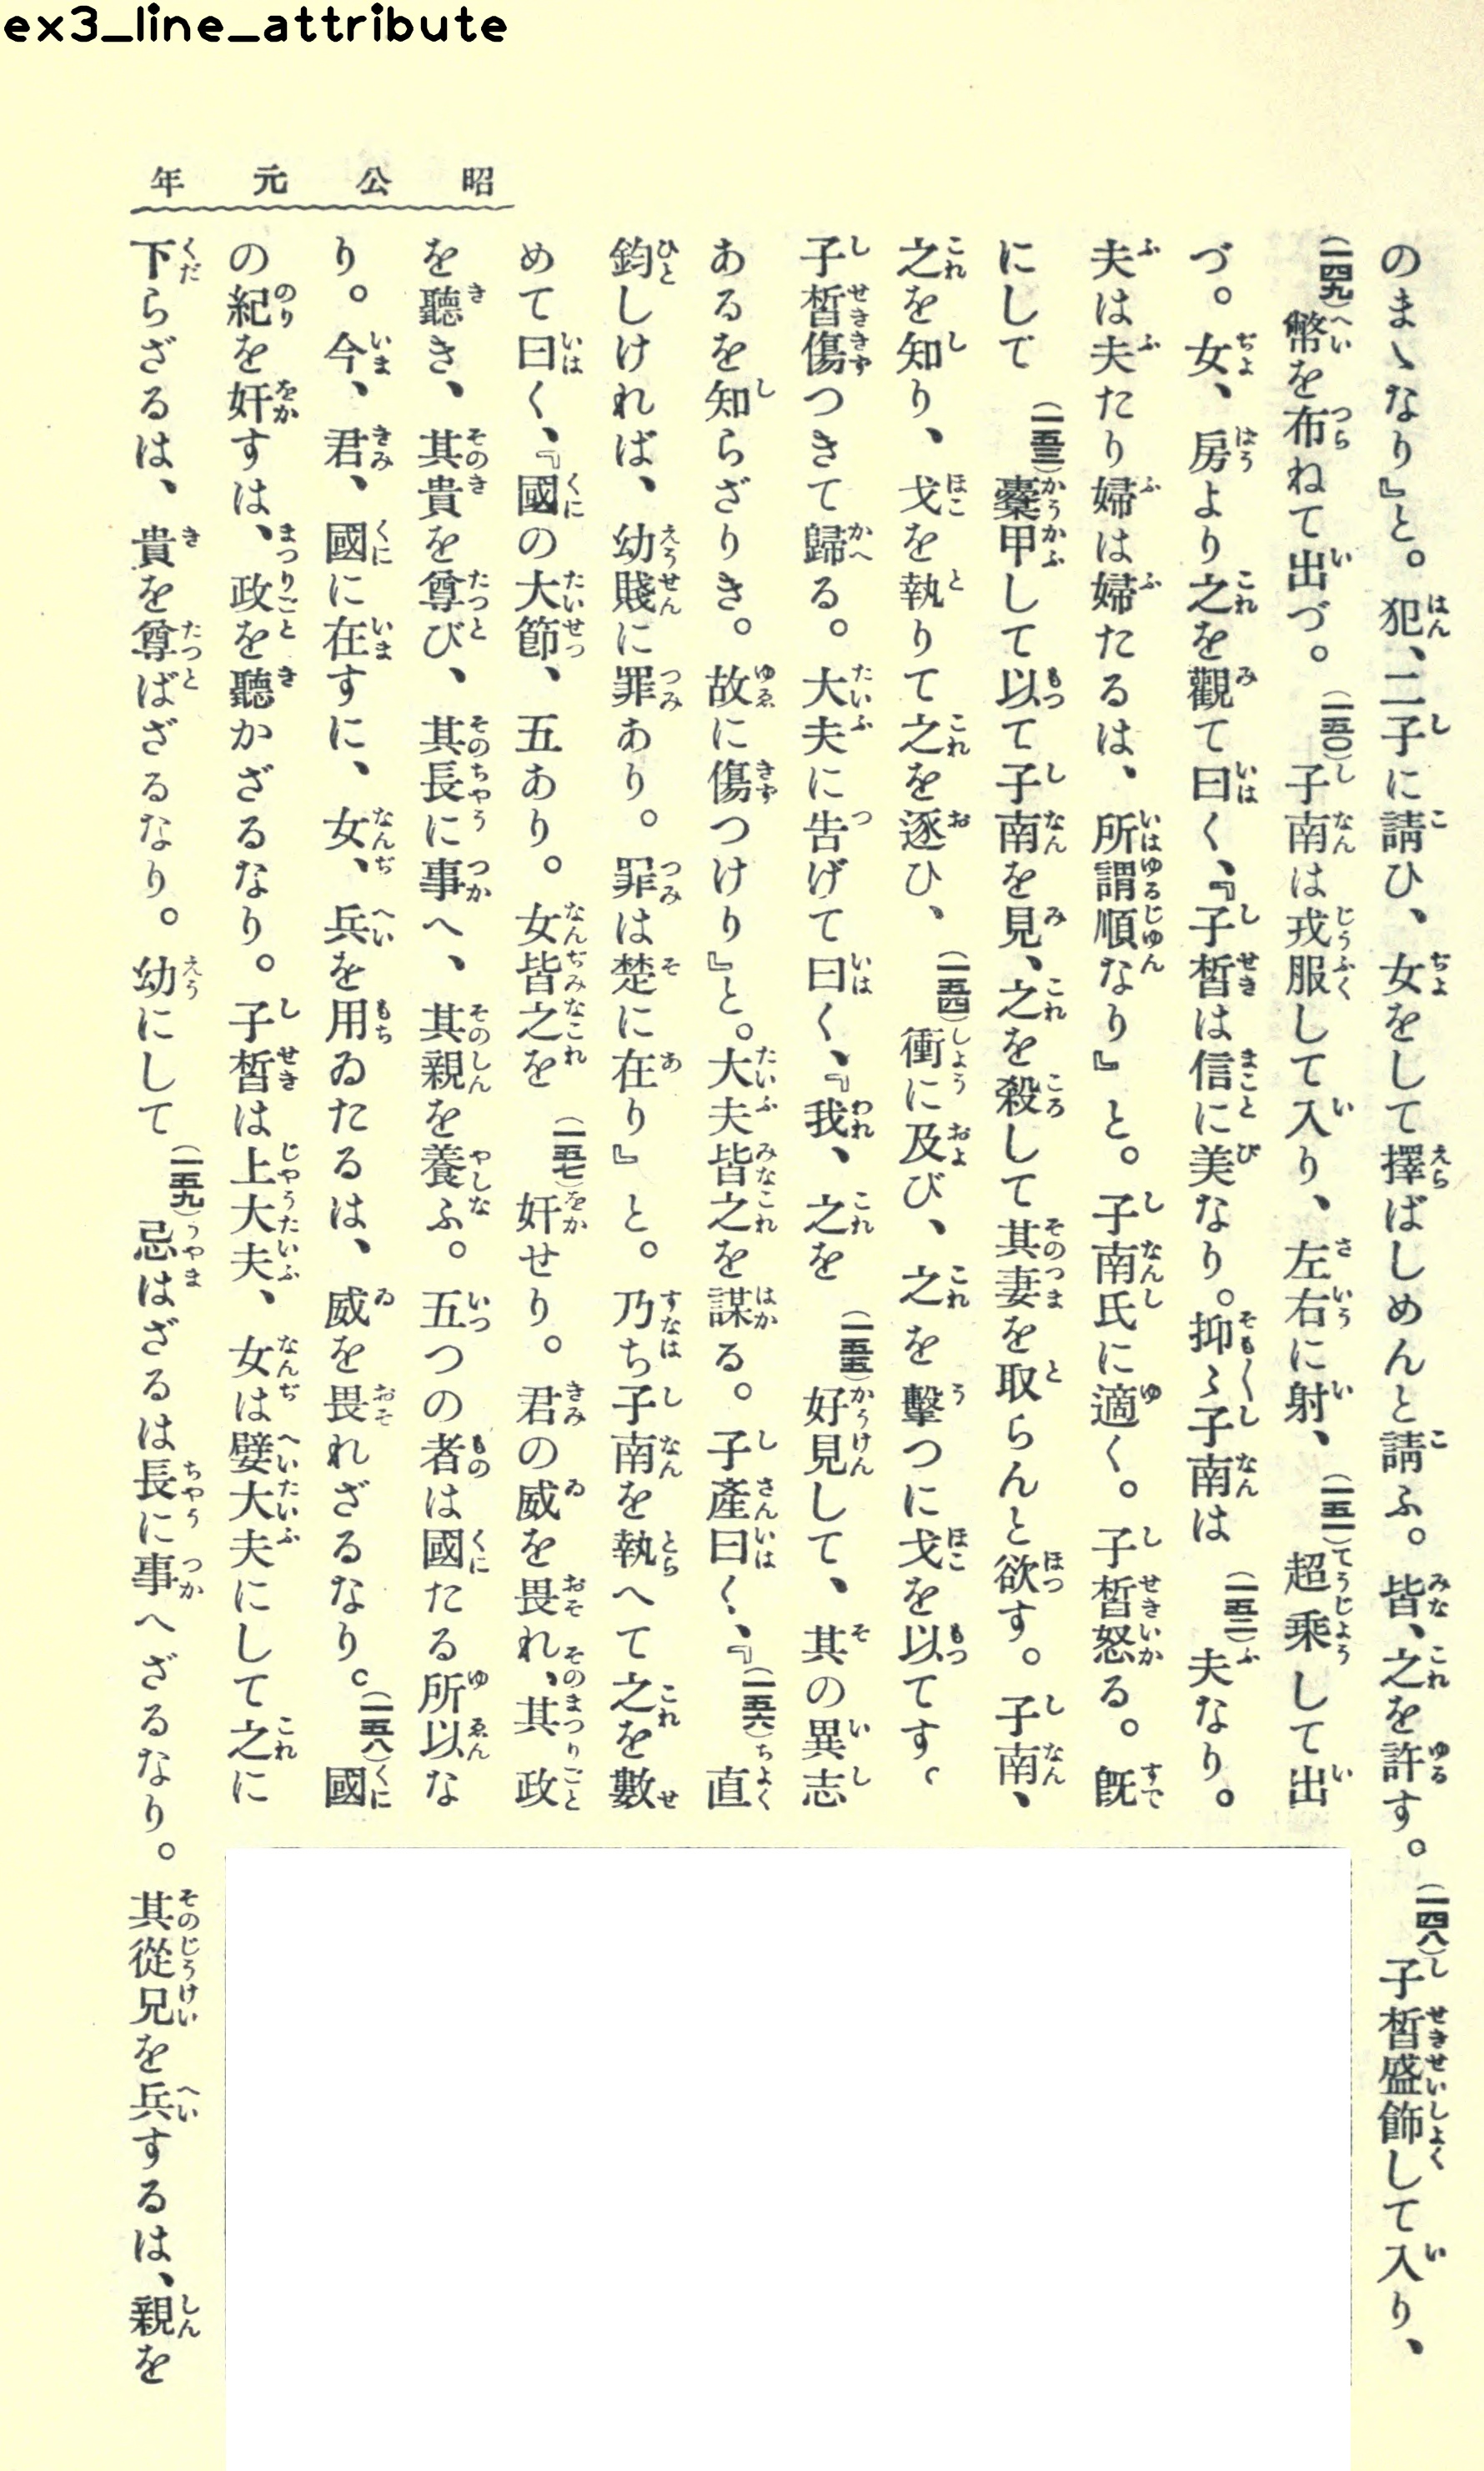 ex3_line_attribute
昭公元年
のまゝなり』と。犯、二子に請ひ、女をして擇ばしめんと請ふ。皆、之を許す。(一四八)子晳盛飾して入り、
(一四九)幣を布ねて出づ。(一五〇)子南は戎服して入り、左右に射、(一五一)超乘して出
づ。女、房より之を觀て曰く、『子晳は信に美なり。抑〻子南は(一五二)夫なり。
夫は夫たり婦は婦たるは、所謂順なり』と。子南氏に適く。子晳怒る。既
にして(一五三)櫜甲して以て子南を見、之を殺して其妻を取らんと欲す。子南、
之を知り、戈を執りて之を逐ひ、(一五四)衝に及び、之を擊つに戈を以てす。
子晳傷つきて歸る。大夫に告げて曰く、『我、之を(一五五)好見して、其の異志
あるを知らざりき。故に傷つけり』と。大夫皆之を謀る。子產曰く、『(一五六)直
鈞しければ、幼賤に罪あり。罪は楚に在り』と。乃ち子南を執へて之を數
めて曰く、『國の大節、五あり。女皆之を(一五七)奸せり。君の威を畏れ、其政
を聽き、其貴を尊び、其長に事へ、其親を養ふ。五つの者は國たる所以な
り。今、君、國に在すに、女、兵を用ゐたるは、威を畏れざるなり。(一五八)國
の紀を奸すは、政を聽かざるなり。子晳は上大夫、女は嬖大夫にして之に
下らざるは、貴を尊ばざるなり。幼にして(一五九)忌はざるは長に事へざるなり。其從兄を兵するは、親を